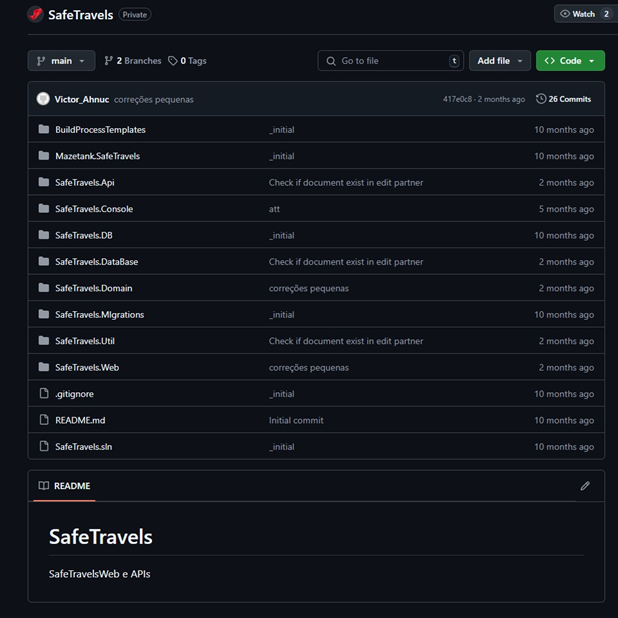 SafeTravels Private Watch 2
main 2 Branches 0 Tags Go to file t Add file <> Code
Victor_Ahnuc correções pequenas 417e0c8 · 2 months ago 26 Commits
BuildProcessTemplates _initial 10 months ago
Mazetank.SafeTravels _initial 10 months ago
SafeTravels.Api Check if document exist in edit partner 2 months ago
SafeTravels.Console att 5 months ago
SafeTravels.DB _initial 10 months ago
SafeTravels.DataBase Check if document exist in edit partner 2 months ago
SafeTravels.Domain correções pequenas 2 months ago
SafeTravels.MIgrations _initial 10 months ago
SafeTravels.Util Check if document exist in edit partner 2 months ago
SafeTravels.Web correções pequenas 2 months ago
.gitignore _initial 10 months ago
README.md Initial commit 10 months ago
SafeTravels.sln _initial 10 months ago
README
SafeTravels
SafeTravelsWeb e APIs